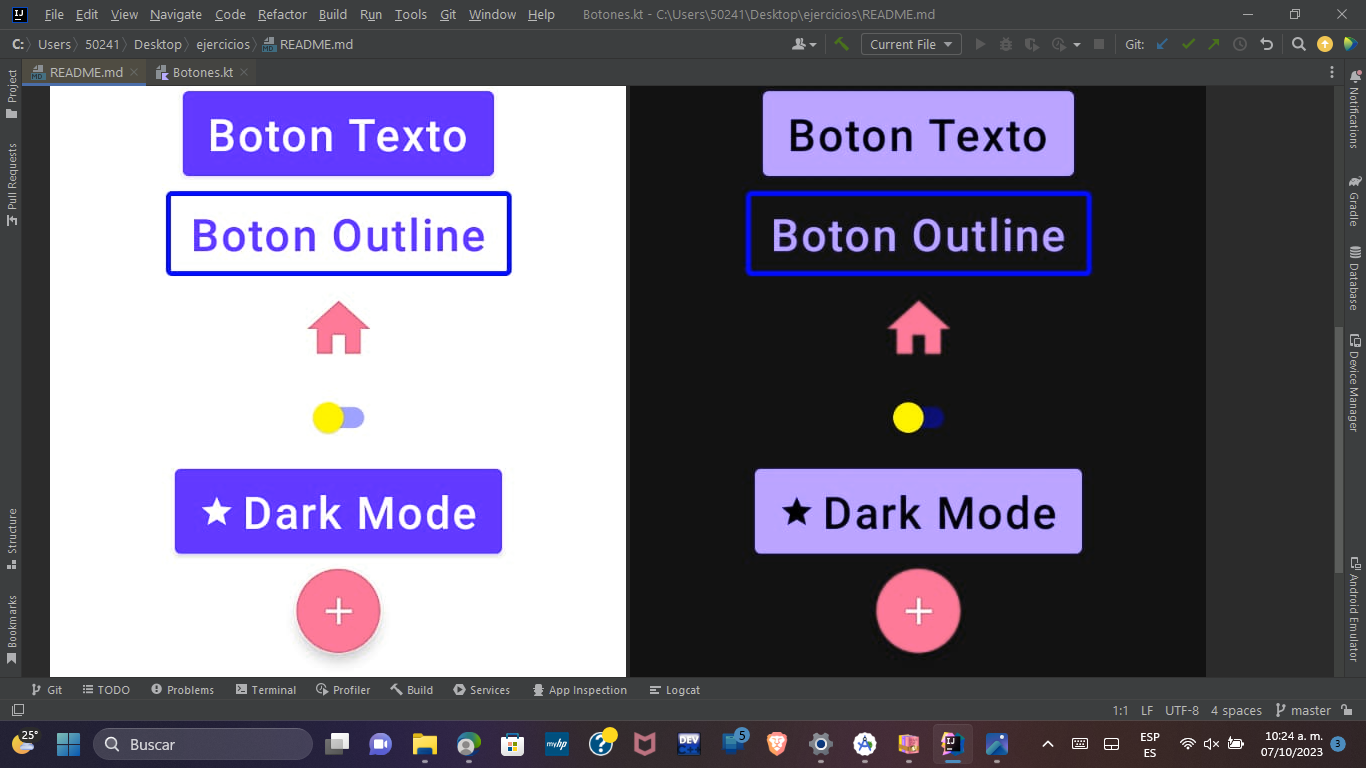 File Edit View Navigate Code Refactor Build Run Tools Git Window Help Botones.kt - C:\Users\50241\Desktop\ejercicios\README.md
C: Users 50241 Desktop ejercicios README.md Current File Git:
README.md Botones.kt
Project
Pull Requests
Structure
Bookmarks
Boton Texto
Boton Outline
Dark Mode
Boton Texto
Boton Outline
Dark Mode
Notifications
Gradle
Database
Device Manager
Android Emulator
Git TODO Problems Terminal Profiler Build Services App Inspection Logcat
1:1 LF UTF-8 4 spaces master
25° Buscar myhp DEV 5 ESP 10:24 a. m.
ES 07/10/2023 3